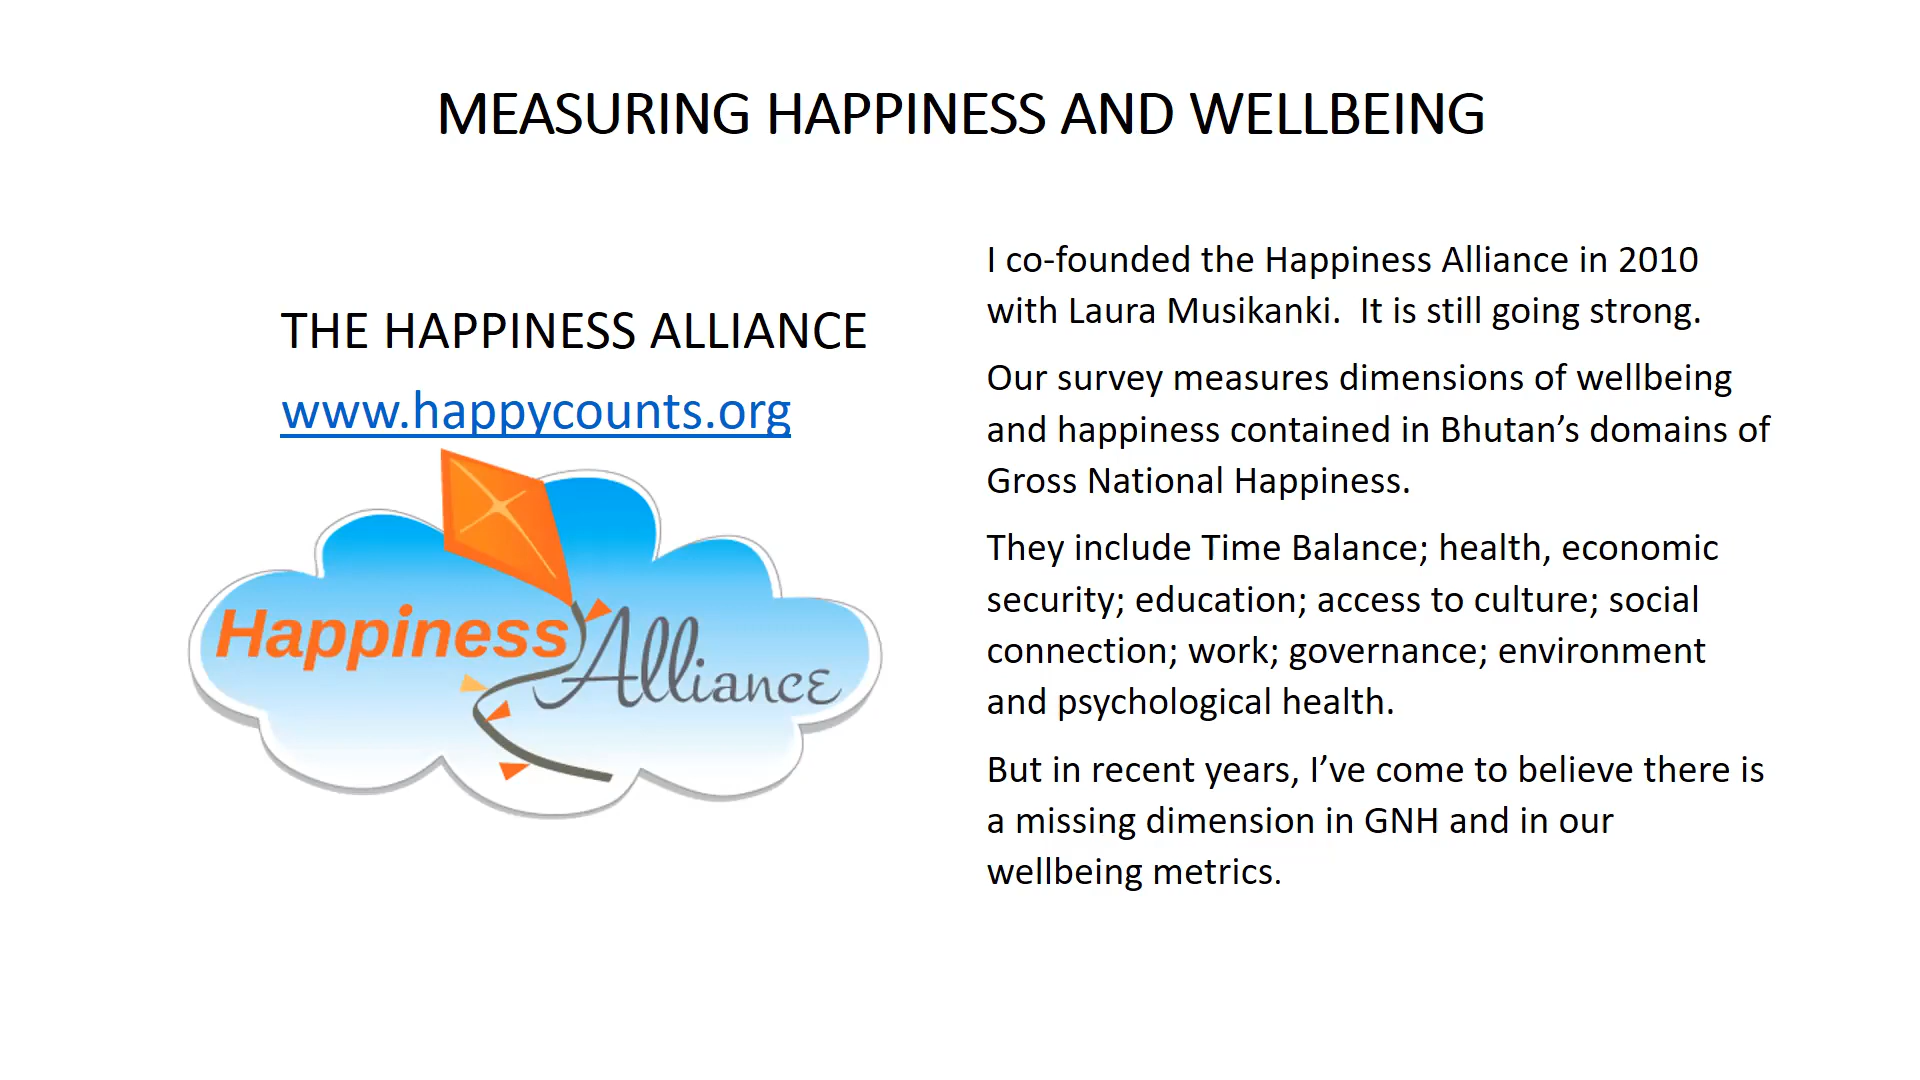 MEASURING HAPPINESS AND WELLBEING
THE HAPPINESS ALLIANCE
www.happycounts.org
Happiness Alliance
I co-founded the Happiness Alliance in 2010
with Laura Musikanki.  It is still going strong.
Our survey measures dimensions of wellbeing
and happiness contained in Bhutan’s domains of
Gross National Happiness.
They include Time Balance; health, economic
security; education; access to culture; social
connection; work; governance; environment
and psychological health.
But in recent years, I’ve come to believe there is
a missing dimension in GNH and in our
wellbeing metrics.